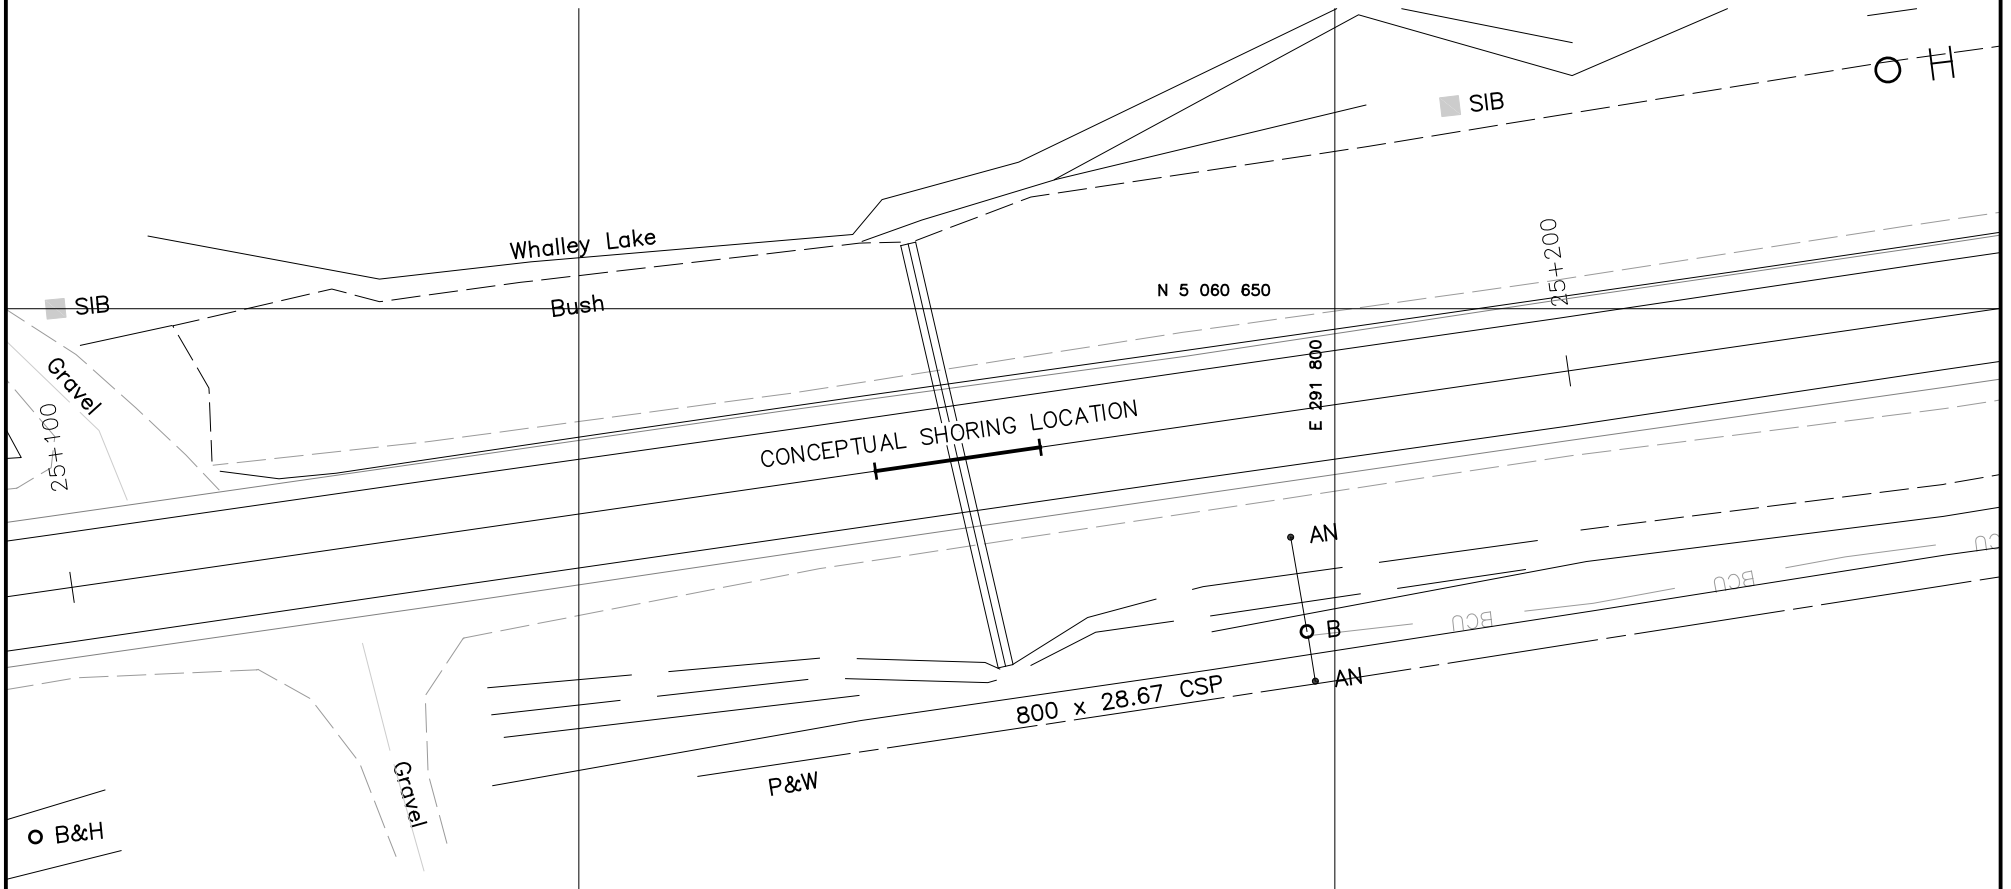 H
SIB
25+200
Whalley Lake
SIB
Bush
N 5 060 650
E 291 800
Gravel
25+100
CONCEPTUAL SHORING LOCATION
AN
BCU
BCU
B
BCU
AN
800 x 28.67 CSP
P&W
Gravel
B&H